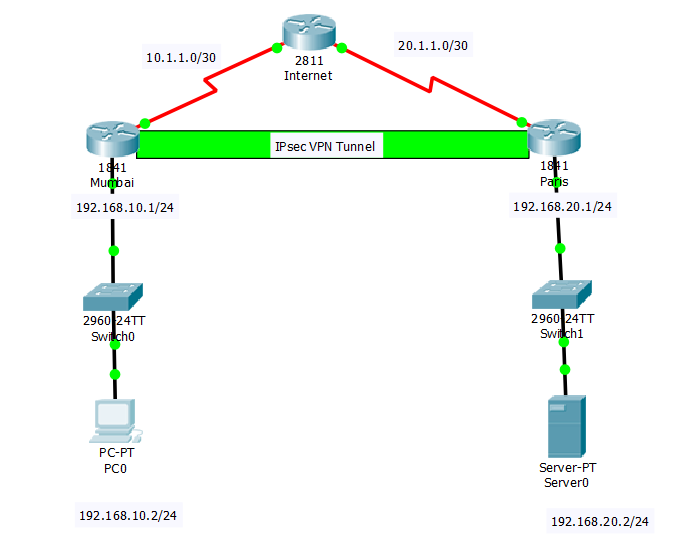 2811
Internet
10.1.1.0/30
20.1.1.0/30
IPsec VPN Tunnel
1841
Mumbai
1841
Paris
192.168.10.1/24
192.168.20.1/24
2960-24TT
Switch0
2960-24TT
Switch1
PC-PT
PC0
Server-PT
Server0
192.168.10.2/24
192.168.20.2/24